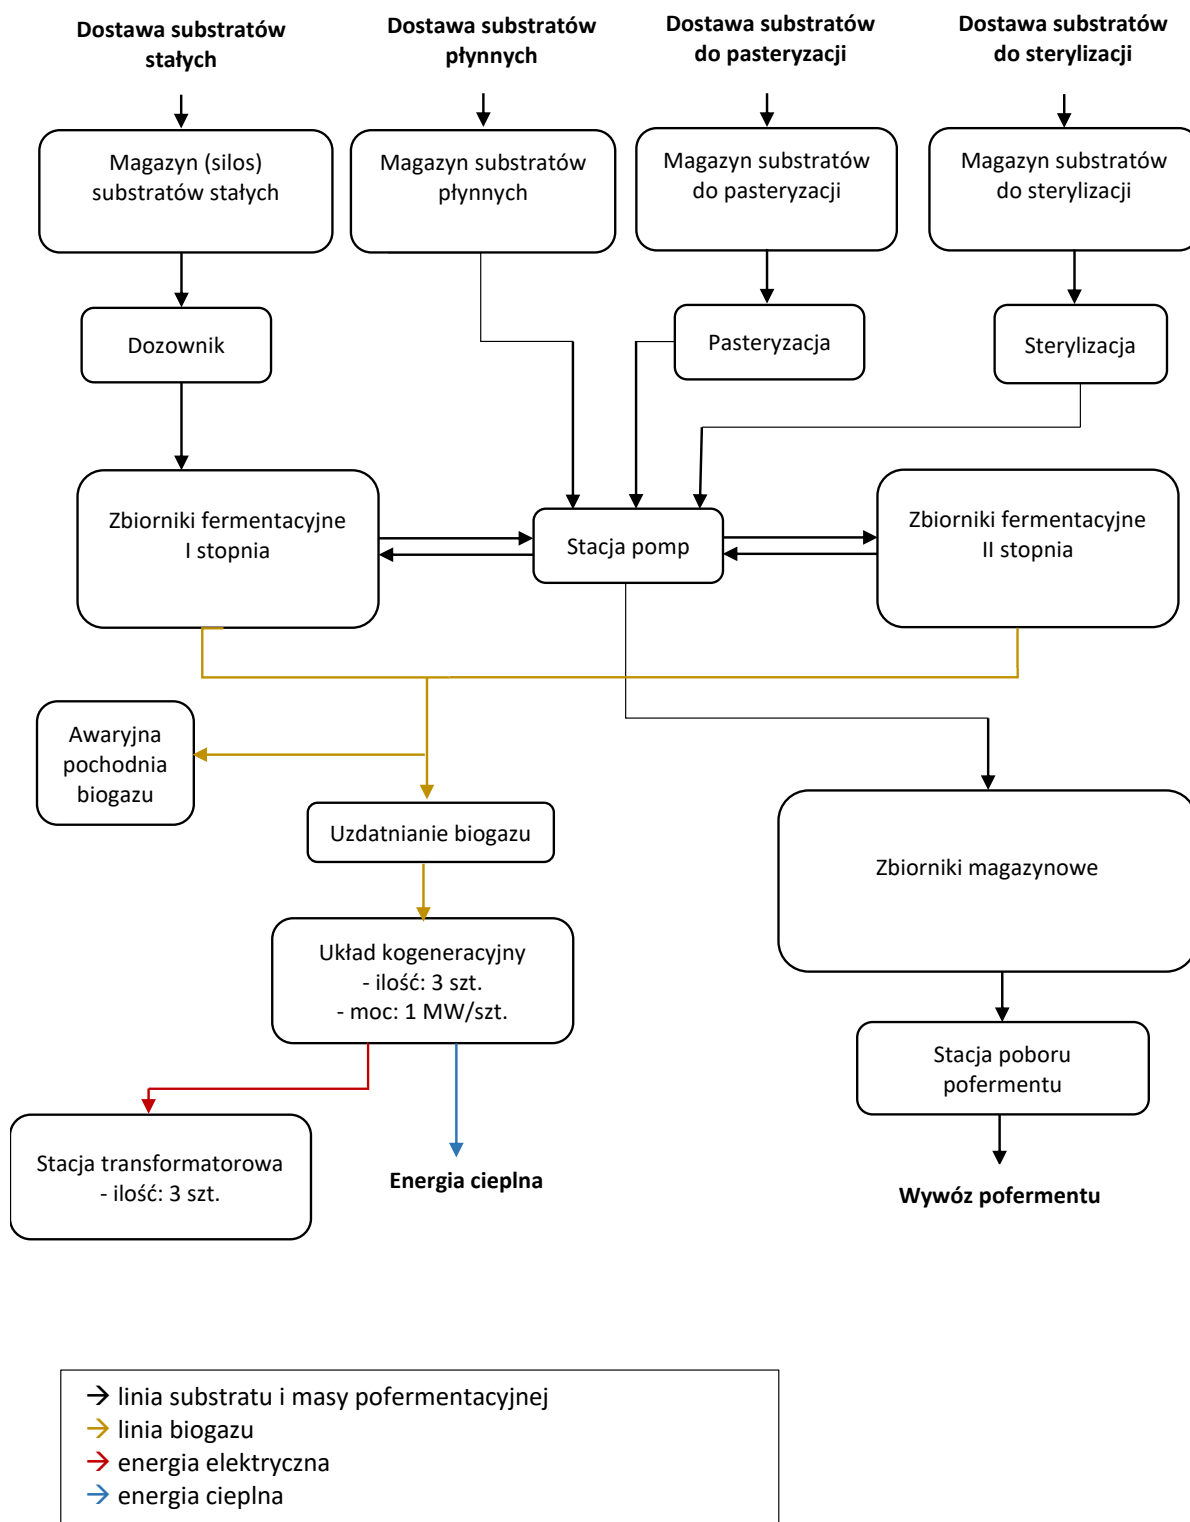 Dostawa substratów
stałych
Dostawa substratów
płynnych
Dostawa substratów
do pasteryzacji
Dostawa substratów
do sterylizacji
Magazyn (silos)
substratów stałych
Magazyn substratów
płynnych
Magazyn substratów
do pasteryzacji
Magazyn substratów
do sterylizacji
Dozownik
Pasteryzacja
Sterylizacja
Zbiorniki fermentacyjne
I stopnia
Stacja pomp
Zbiorniki fermentacyjne
II stopnia
Awaryjna
pochodnia
biogazu
Uzdatnianie biogazu
Zbiorniki magazynowe
Układ kogeneracyjny
- ilość: 3 szt.
- moc: 1 MW/szt.
Stacja poboru
pofermentu
Stacja transformatorowa
- ilość: 3 szt.
Energia cieplna
Wywóz pofermentu
→ linia substratu i masy pofermentacyjnej
→ linia biogazu
→ energia elektryczna
→ energia cieplna